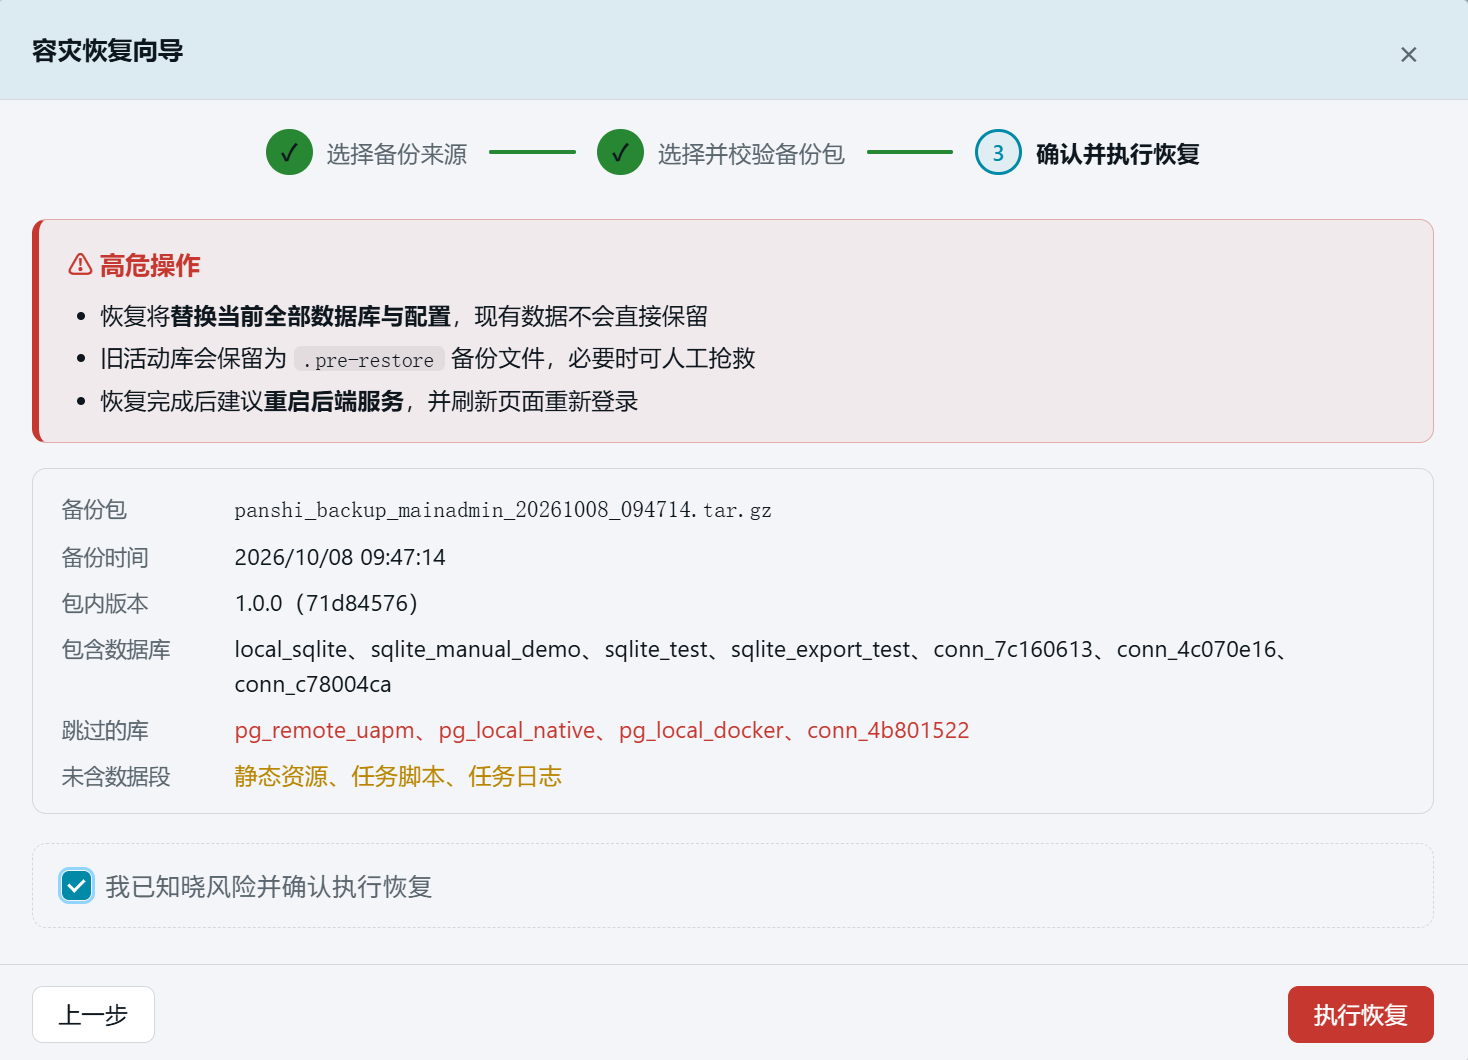 容灾恢复向导
选择备份来源
选择并校验备份包
3 确认并执行恢复
高危操作
恢复将替换当前全部数据库与配置，现有数据不会直接保留
旧活动库会保留为 .pre-restore 备份文件，必要时可人工抢救
恢复完成后建议重启后端服务，并刷新页面重新登录
备份包 panshi_backup_mainadmin_20261008_094714.tar.gz
备份时间 2026/10/08 09:47:14
包内版本 1.0.0（71d84576）
包含数据库 local_sqlite、sqlite_manual_demo、sqlite_test、sqlite_export_test、conn_7c160613、conn_4c070e16、
conn_c78004ca
跳过的库 pg_remote_uapm、pg_local_native、pg_local_docker、conn_4b801522
未含数据段 静态资源、任务脚本、任务日志
我已知晓风险并确认执行恢复
上一步
执行恢复